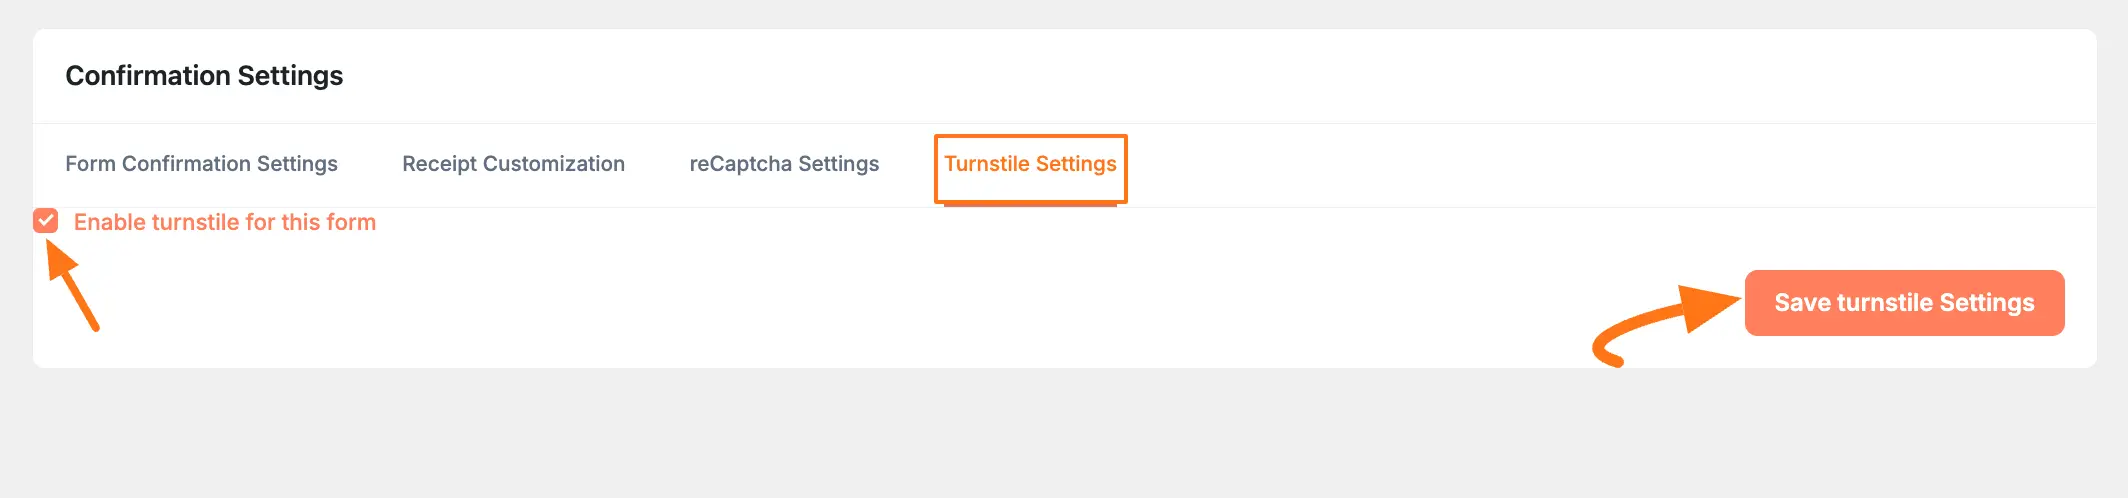 Confirmation Settings
Form Confirmation Settings
Receipt Customization
reCaptcha Settings
Turnstile Settings
Enable turnstile for this form
Save turnstile Settings